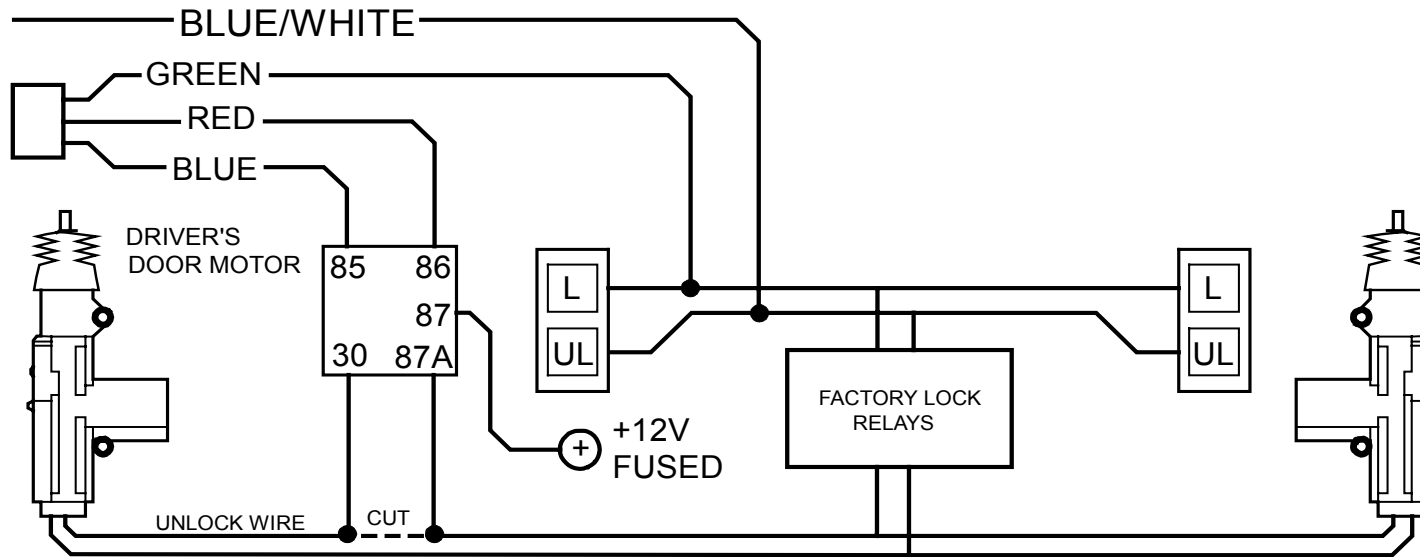 BLUE/WHITE
GREEN
RED
BLUE
DRIVER'S
DOOR MOTOR
85 86
87
30 87A
L
UL
L
UL
FACTORY LOCK
RELAYS
+
+12V
FUSED
UNLOCK WIRE
CUT